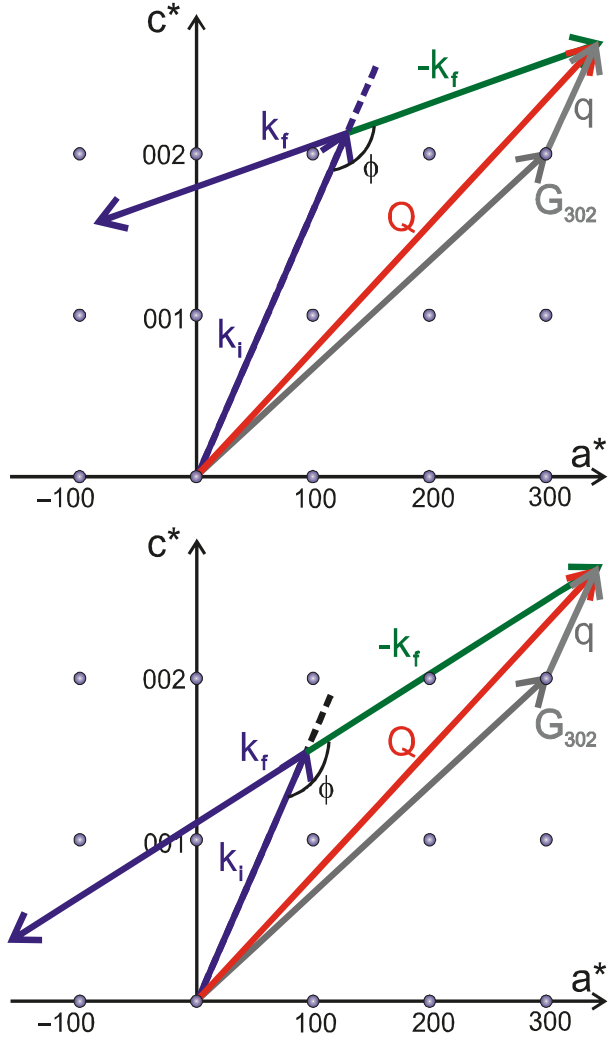 c*
-k_f
k_f
q
002
ϕ
G_302
Q
001
k_i
a*
–100
100
200
300
c*
-k_f
q
002
k_f
G_302
Q
ϕ
001
k_i
a*
–100
100
200
300